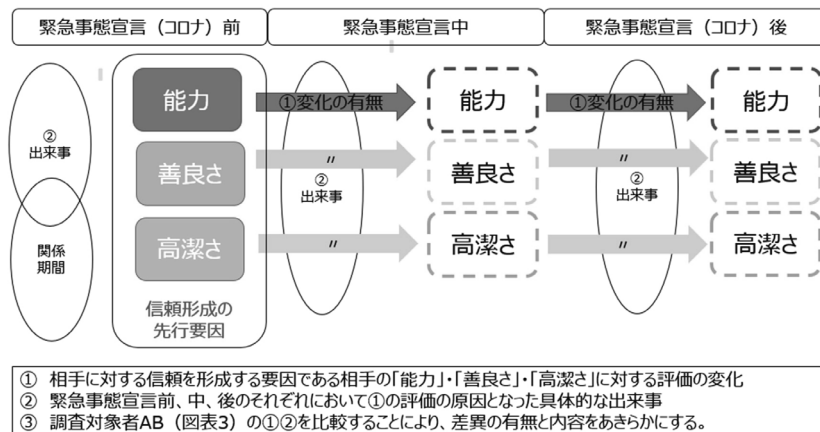 緊急事態宣言（コロナ）前
緊急事態宣言中
緊急事態宣言（コロナ）後
②
出来事
関係
期間
能力
善良さ
高潔さ
信頼形成の
先行要因
①変化の有無
〃
〃
②
出来事
能力
善良さ
高潔さ
①変化の有無
〃
〃
②
出来事
能力
善良さ
高潔さ
① 相手に対する信頼を形成する要因である相手の「能力」・「善良さ」・「高潔さ」に対する評価の変化
② 緊急事態宣言前、中、後のそれぞれにおいて①の評価の原因となった具体的な出来事
③ 調査対象者AB（図表3）の①②を比較することにより、差異の有無と内容をあきらかにする。